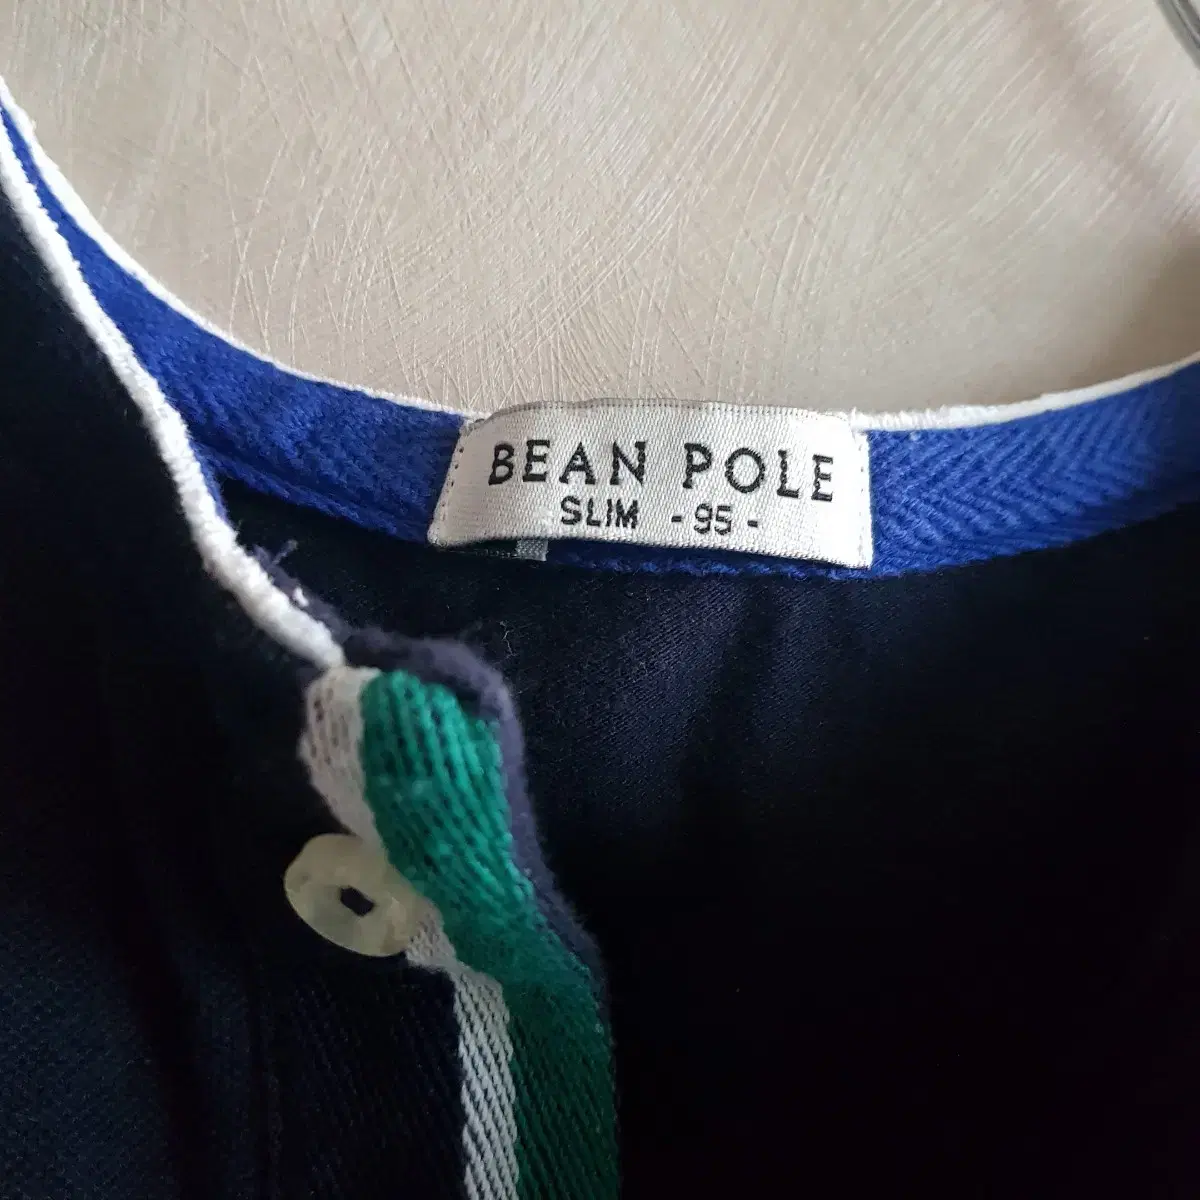 BEAN POLE
SLIM - 95 -